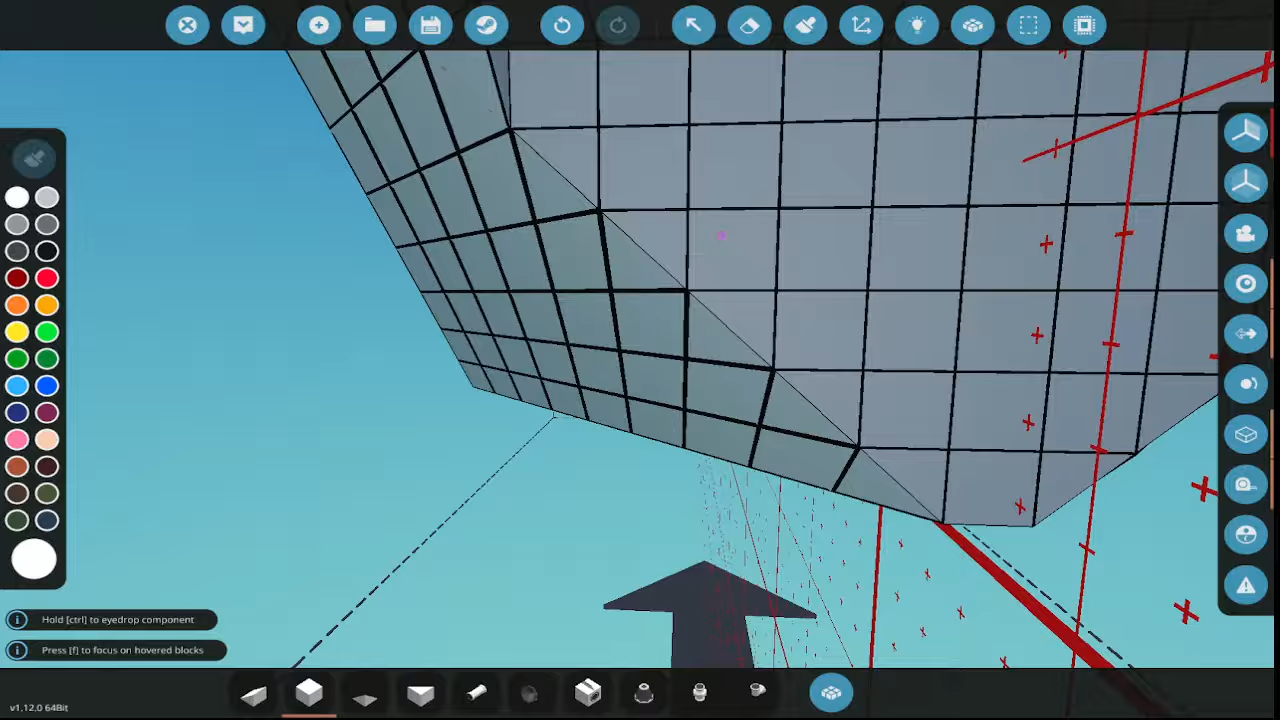 Hold [ctrl] to eyedrop component
Press [f] to focus on hovered blocks
v1.12.0 64Bit